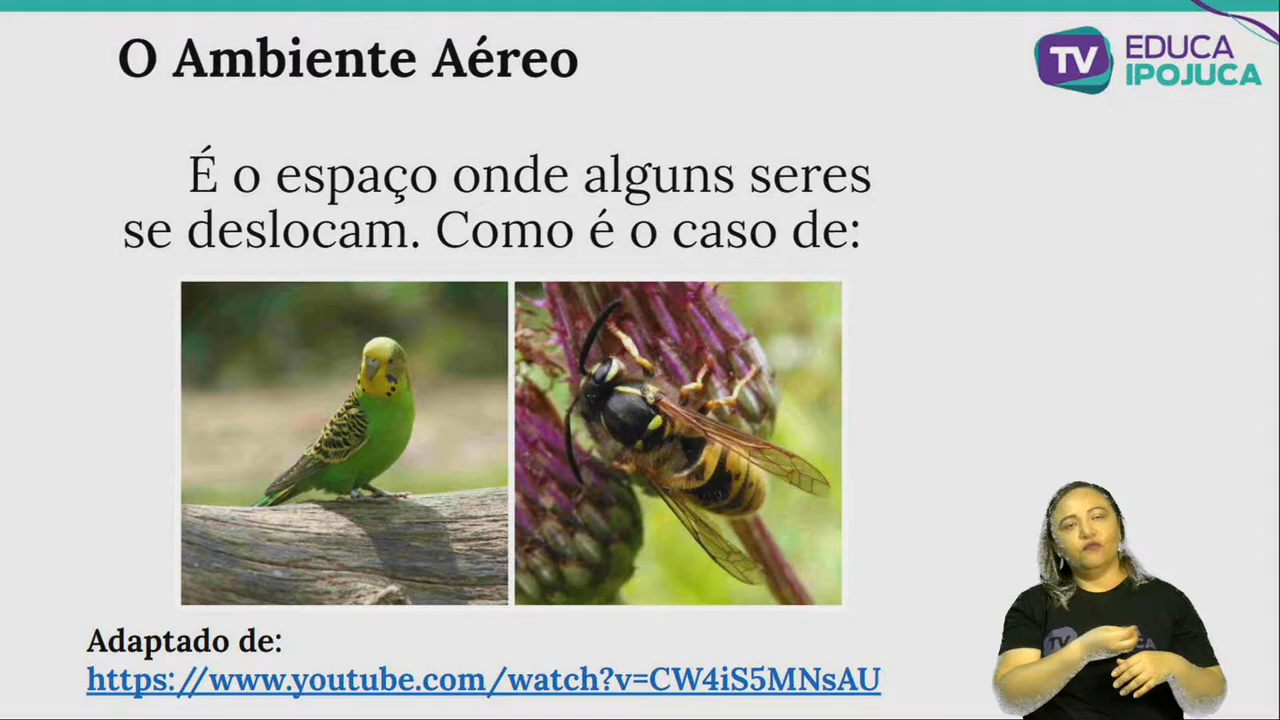 O Ambiente Aéreo
TV EDUCA
IPOJUCA
É o espaço onde alguns seres
se deslocam. Como é o caso de:
Adaptado de:
https://www.youtube.com/watch?v=CW4iS5MNsAU
TV